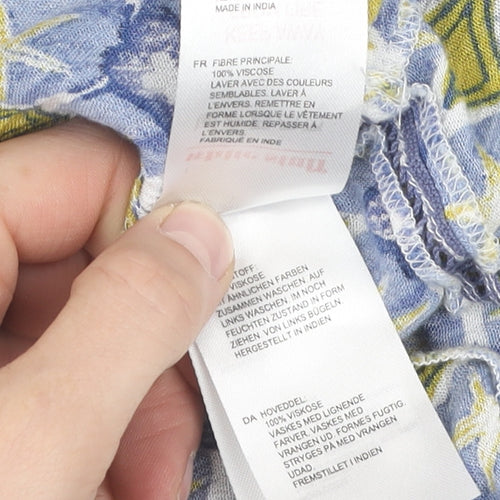 MADE IN INDIA
KEEP AWAY
FR FIBRE PRINCIPALE:
100% VISCOSE
LAVER AVEC DES COULEURS
SEMBLABLES. LAVER À
L'ENVERS. REMETTRE EN
FORME LORSQUE LE VÊTEMENT
EST HUMIDE. REPASSER À
L'ENVERS.
FABRIQUÉ EN INDE
STOFF:
VISKOSE
ÄHNLICHEN FARBEN
ZUSAMMEN WASCHEN. AUF
LINKS WASCHEN. IM NOCH
FEUCHTEN ZUSTAND IN FORM
ZIEHEN. VON LINKS BÜGELN
HERGESTELLT IN INDIEN
DA HOVEDDEL:
100% VISKOSE
VASKES MED LIGNENDE
FARVER. VASKES MED
VRANGEN UD. FORMES FUGTIG.
STRYGES PÅ MED VRANGEN
UDAD.
FREMSTILLET I INDIEN